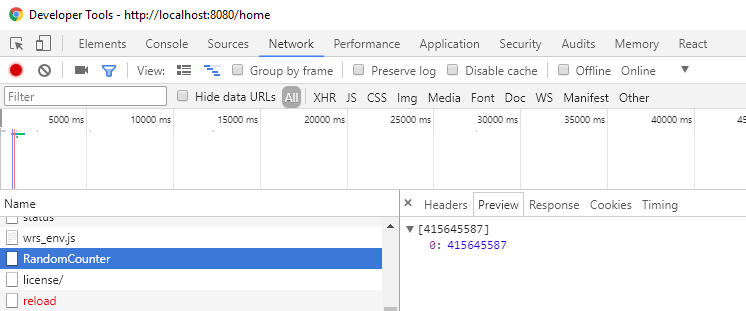 Developer Tools - http://localhost:8080/home
Elements Console Sources Network Performance Application Security Audits Memory React
View: Group by frame Preserve log Disable cache Offline Online
Filter Hide data URLs All XHR JS CSS Img Media Font Doc WS Manifest Other
5000 ms 10000 ms 15000 ms 20000 ms 25000 ms 30000 ms 35000 ms 40000 ms 45
Name
Headers Preview Response Cookies Timing
status
wrs_env.js
RandomCounter
license/
reload
[415645587]
0: 415645587